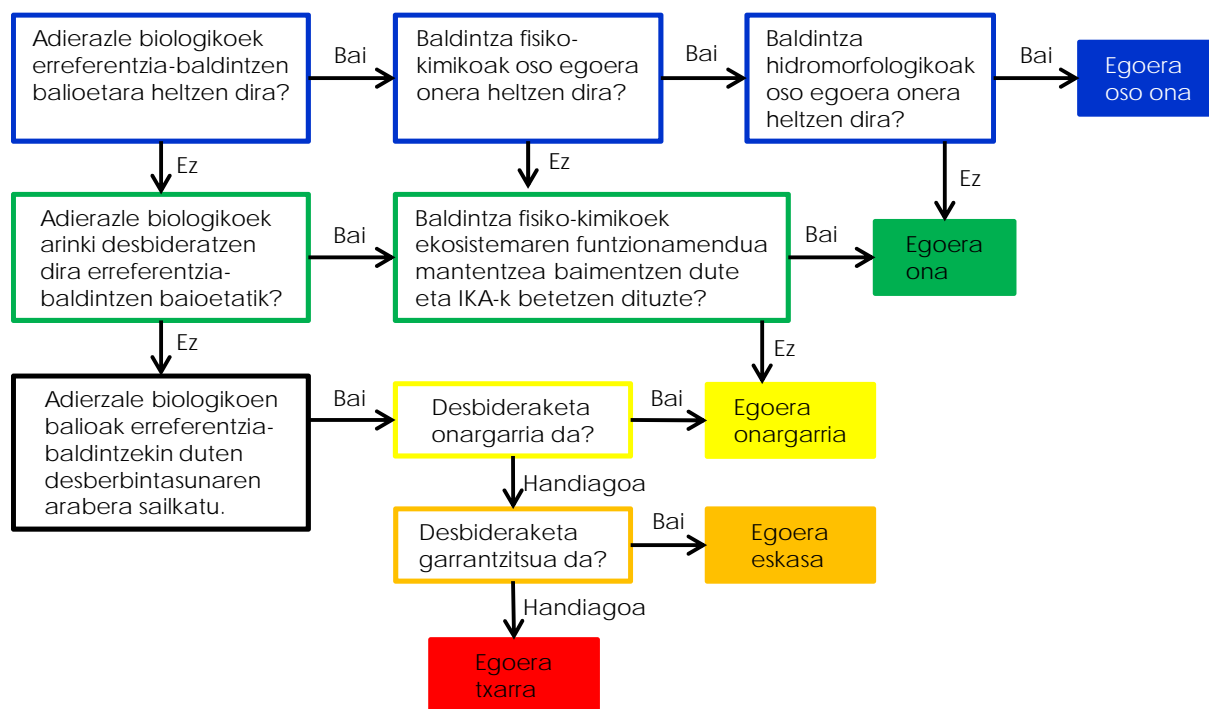 Adierazle biologikoek
erreferentzia-baldintzen
balioetara heltzen dira?
Bai
Baldintza fisiko-
kimikoak oso egoera
onera heltzen dira?
Bai
Baldintza
hidromorfologikoak
oso egoera onera
heltzen dira?
Bai
Egoera
oso ona
Ez
Ez
Ez
Adierazle biologikoek
arinki desbideratzen
dira erreferentzia-
baldintzen baioetatik?
Bai
Baldintza fisiko-kimikoek
ekosistemaren funtzionamendua
mantentzea baimentzen dute
eta IKA-k betetzen dituzte?
Bai
Egoera
ona
Ez
Ez
Adierzale biologikoen
balioak erreferentzia-
baldintzekin duten
desberbintasunaren
arabera sailkatu.
Bai
Desbideraketa
onargarria da?
Bai
Egoera
onargarria
Handiagoa
Desbideraketa
garrantzitsua da?
Bai
Egoera
eskasa
Handiagoa
Egoera
txarra